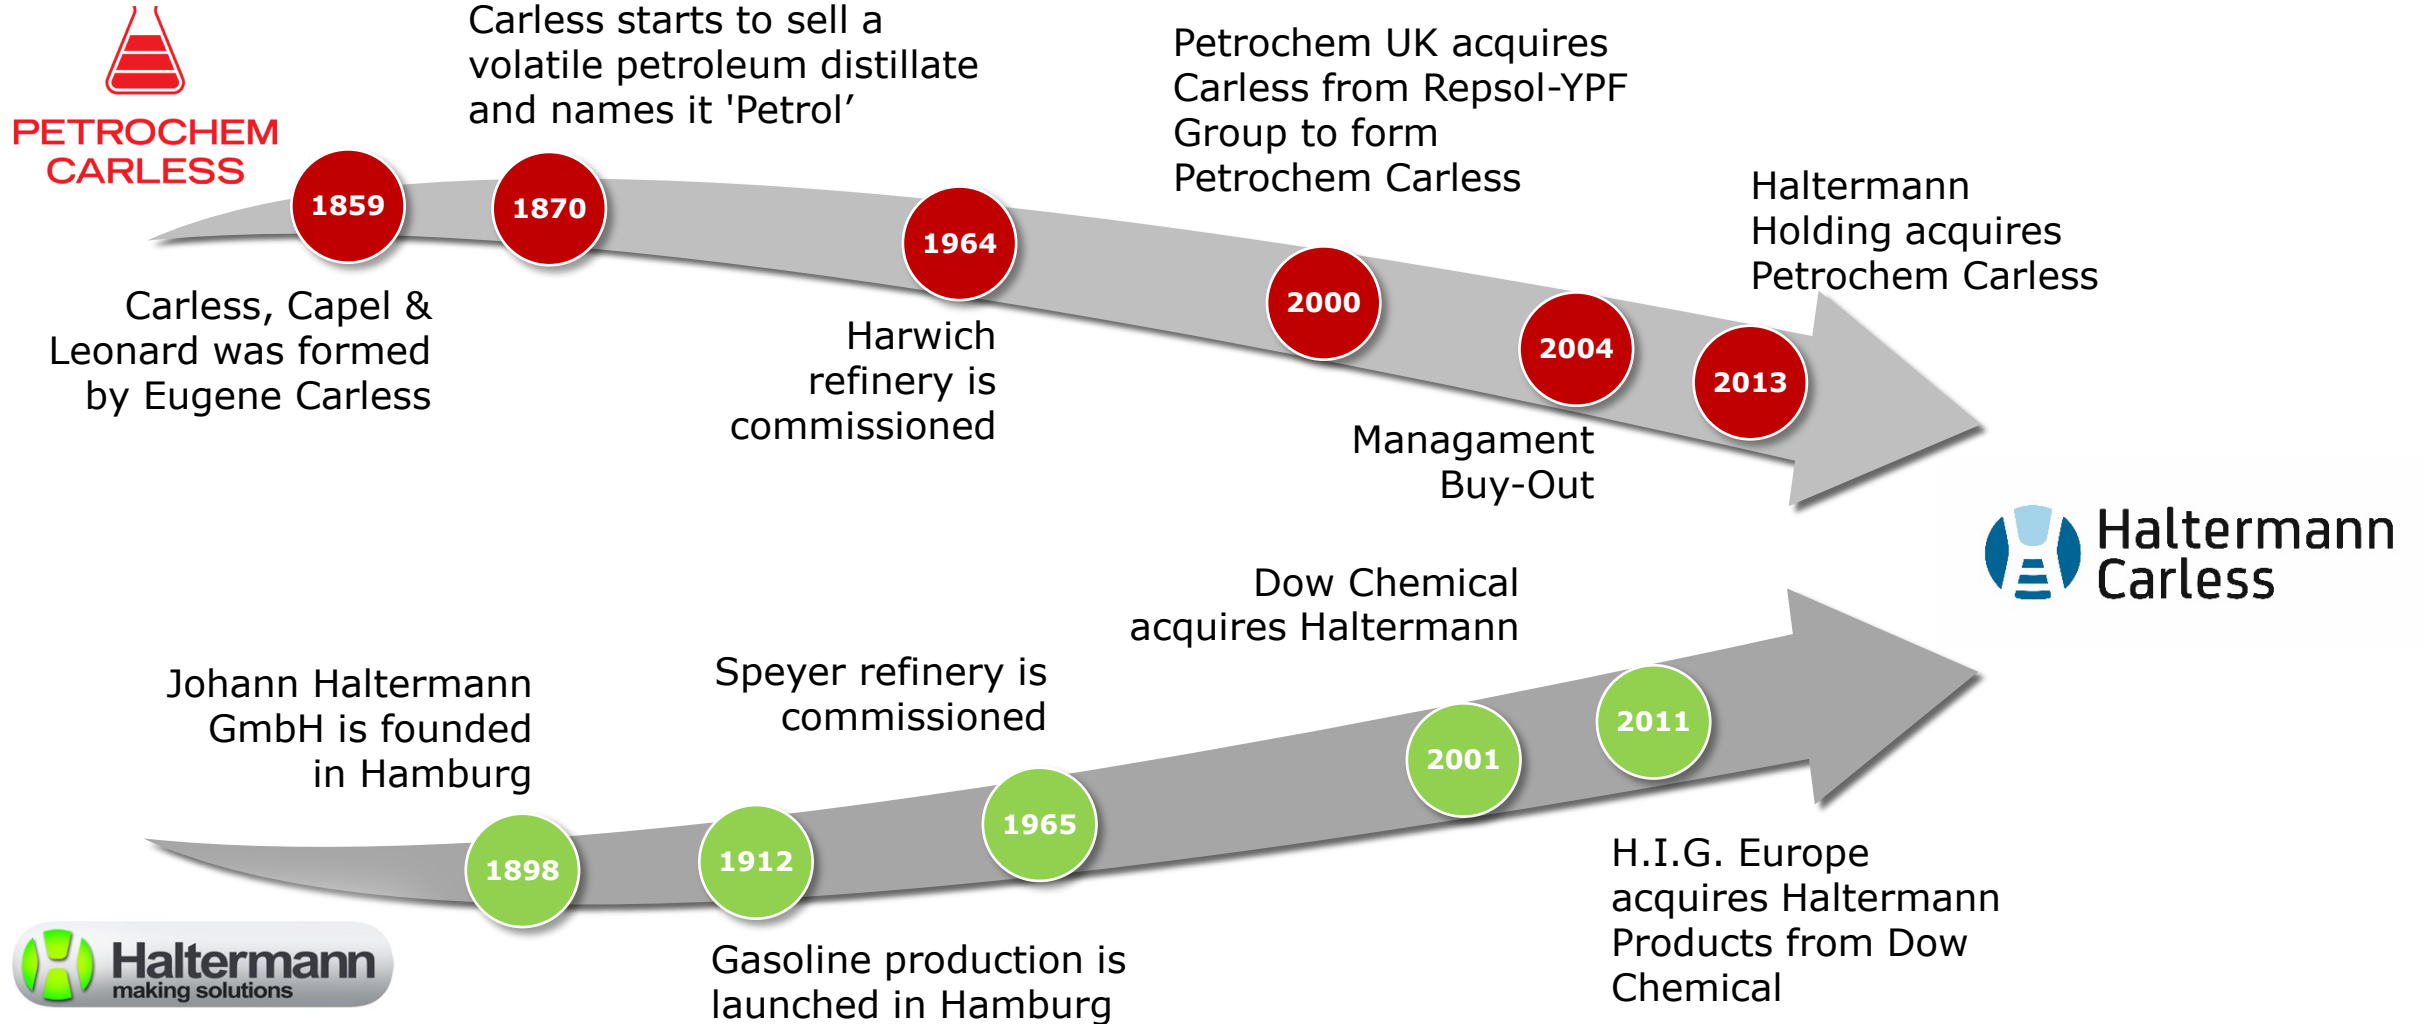 PETROCHEM
CARLESS
Carless starts to sell a
volatile petroleum distillate
and names it 'Petrol’
Petrochem UK acquires
Carless from Repsol-YPF
Group to form
Petrochem Carless
Haltermann
Holding acquires
Petrochem Carless
1859
1870
1964
2000
2004
2013
Carless, Capel &
Leonard was formed
by Eugene Carless
Harwich
refinery is
commissioned
Managament
Buy-Out
Haltermann
Carless
Johann Haltermann
GmbH is founded
in Hamburg
Speyer refinery is
commissioned
Dow Chemical
acquires Haltermann
1898
1912
1965
2001
2011
Gasoline production is
launched in Hamburg
H.I.G. Europe
acquires Haltermann
Products from Dow
Chemical
Haltermann
making solutions